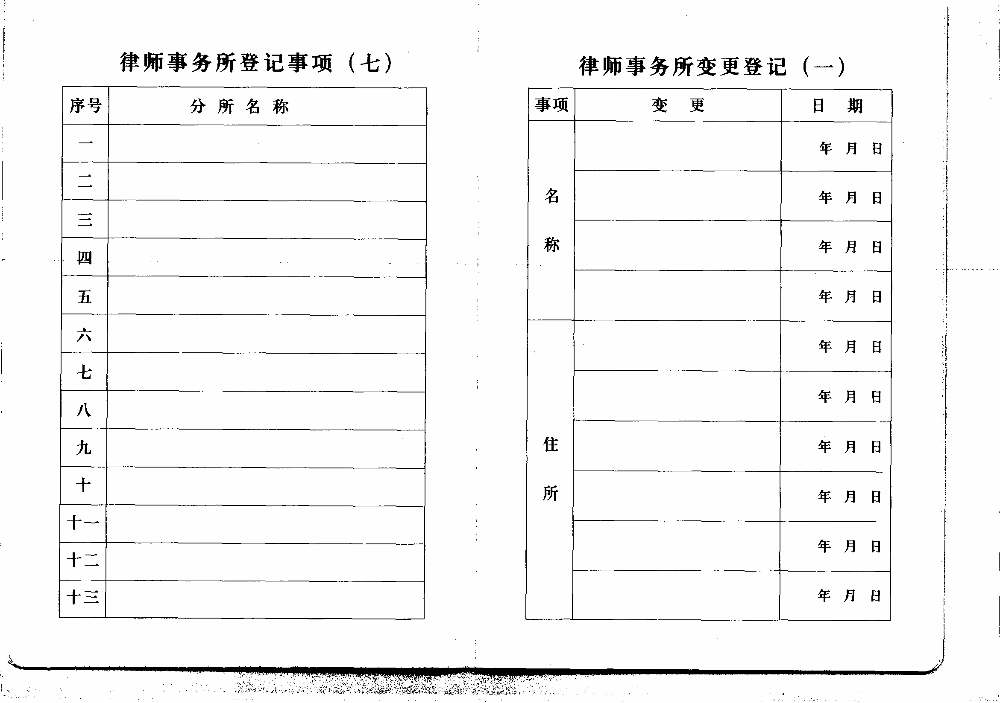 律师事务所登记事项（七）
序号 分所名称
一
二
三
四
五
六
七
八
九
十
十一
十二
十三
律师事务所变更登记（一）
事项 变更 日期
名称
年 月 日
年 月 日
年 月 日
年 月 日
住所
年 月 日
年 月 日
年 月 日
年 月 日
年 月 日
年 月 日